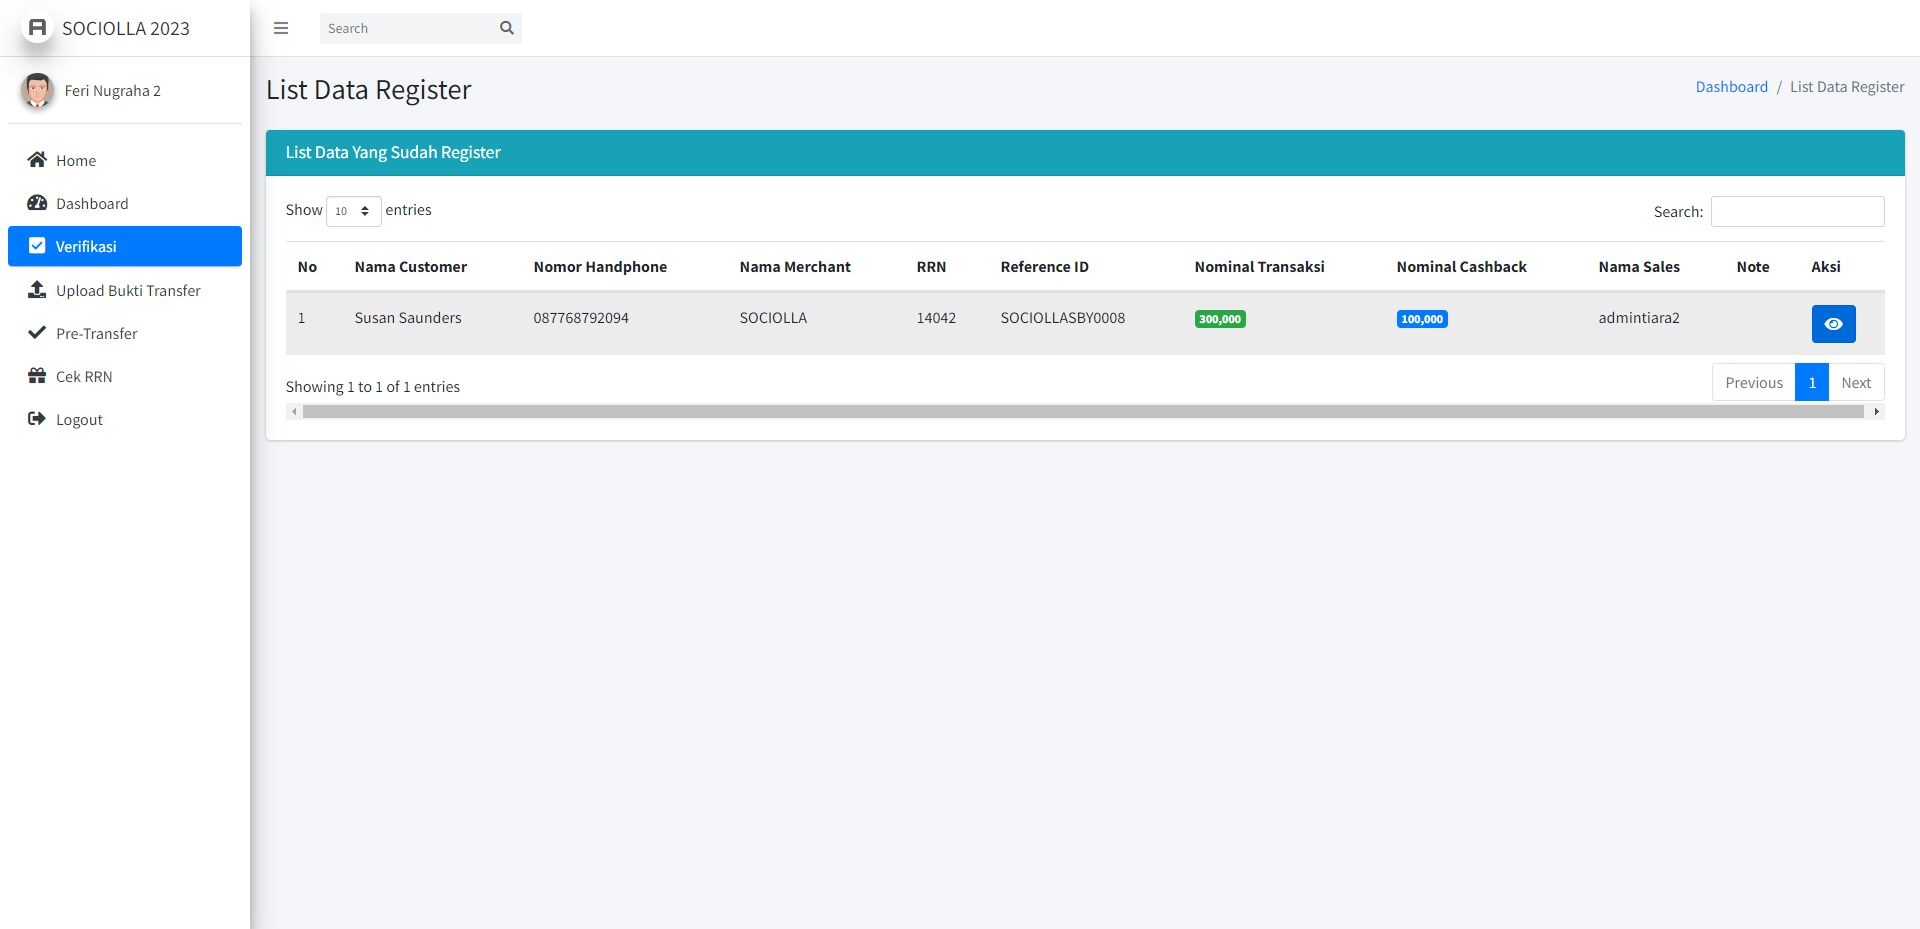 SOCIOLLA 2023
Search
Feri Nugraha 2
Home
Dashboard
Verifikasi
Upload Bukti Transfer
Pre-Transfer
Cek RRN
Logout
List Data Register
Dashboard / List Data Register
List Data Yang Sudah Register
Show 10 entries
Search:
No Nama Customer Nomor Handphone Nama Merchant RRN Reference ID Nominal Transaksi Nominal Cashback Nama Sales Note Aksi
1 Susan Saunders 087768792094 SOCIOLLA 14042 SOCIOLLASBY0008 300,000 100,000 admintiara2
Showing 1 to 1 of 1 entries
Previous 1 Next